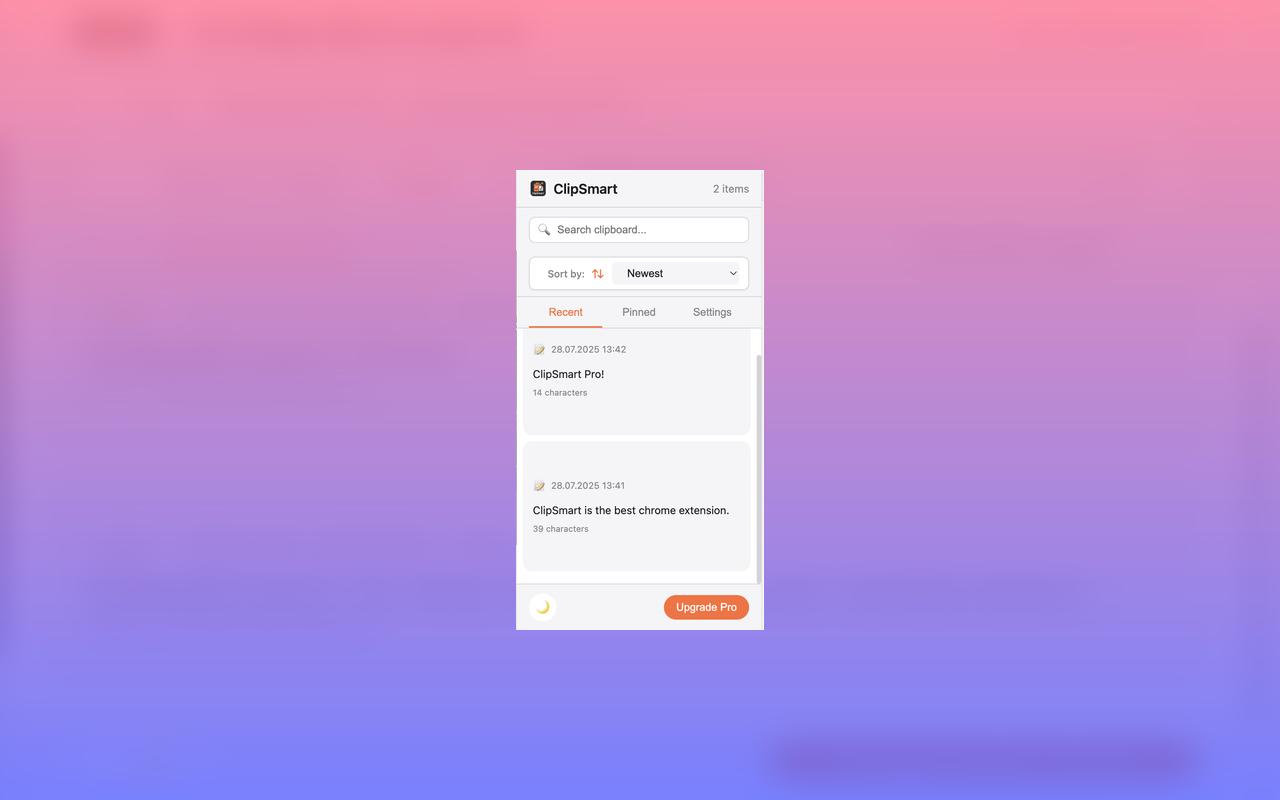 ClipSmart
2 items
Search clipboard...
Sort by:
Newest
Recent
Pinned
Settings
28.07.2025 13:42
ClipSmart Pro!
14 characters
28.07.2025 13:41
ClipSmart is the best chrome extension.
39 characters
Upgrade Pro